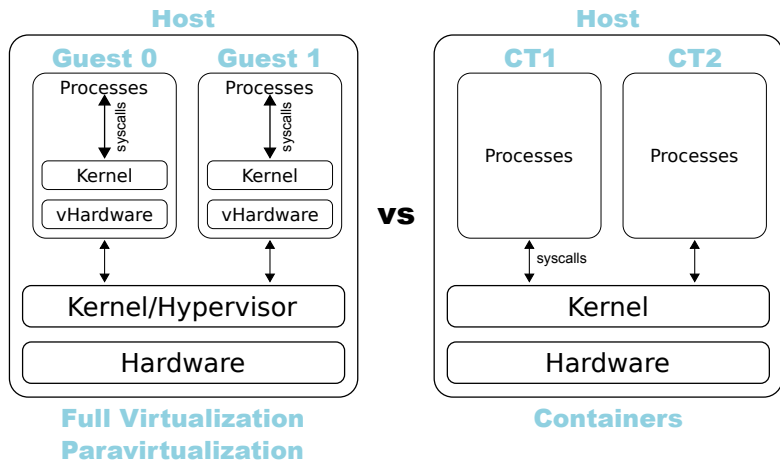 Host
Guest 0
Guest 1
Processes
syscalls
Kernel
vHardware
Processes
syscalls
Kernel
vHardware
Kernel/Hypervisor
Hardware
Full Virtualization
Paravirtualization
vs
Host
CT1
CT2
Processes
Processes
syscalls
Kernel
Hardware
Containers